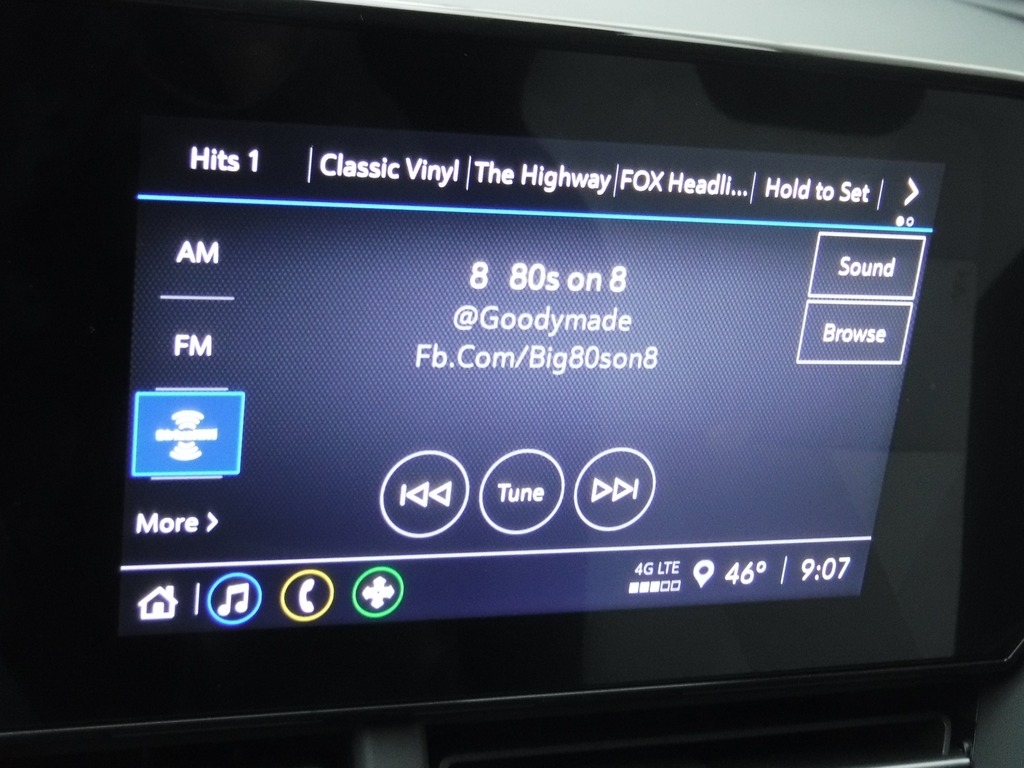 Hits 1 Classic Vinyl The Highway FOX Headli... Hold to Set
AM
8 80s on 8
Sound
@Goodymade
Browse
FM
Fb.Com/Big80son8
Tune
More
4G LTE 46° 9:07